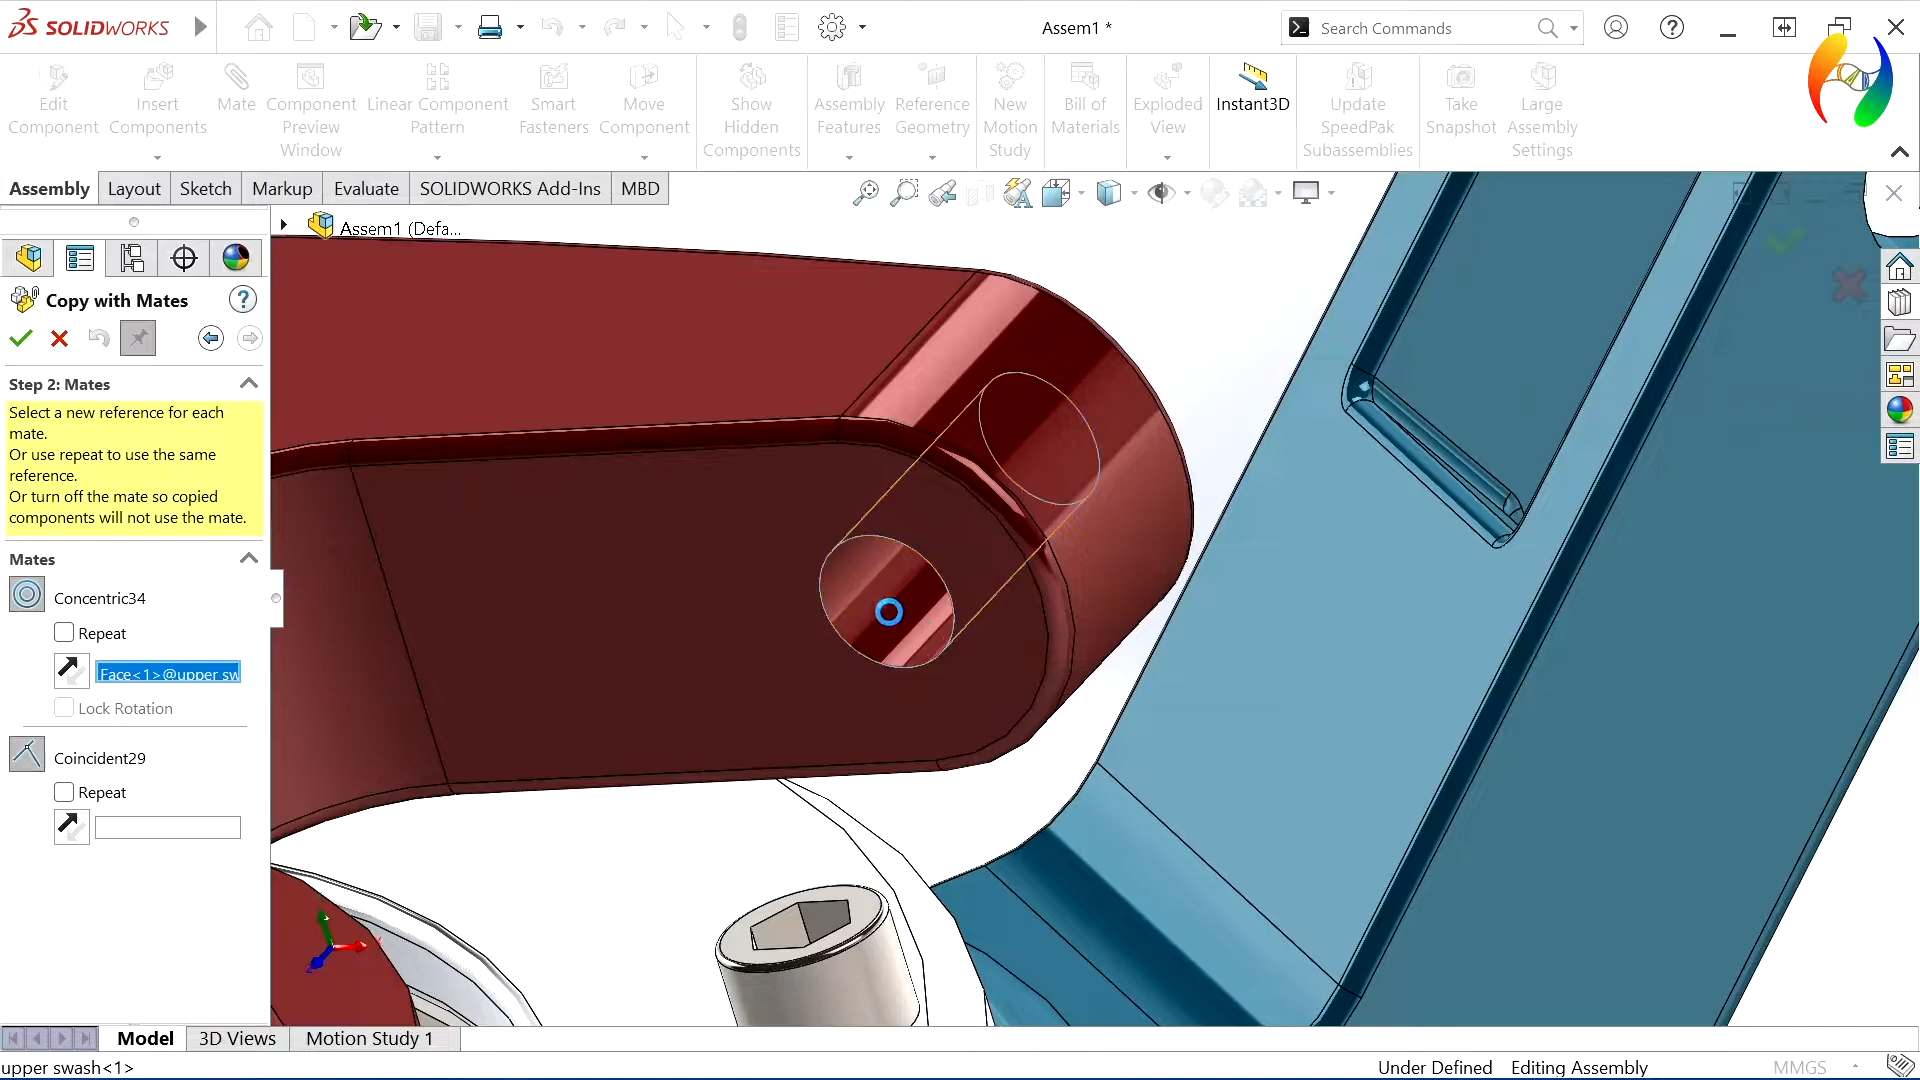 SOLIDWORKS
Assem1 *
Search Commands
Edit Component
Insert Components
Mate
Component Preview Window
Linear Component Pattern
Smart Fasteners
Move Component
Show Hidden Components
Assembly Features
Reference Geometry
New Motion Study
Bill of Materials
Exploded View
Instant3D
Update SpeedPak Subassemblies
Take Snapshot
Large Assembly Settings
Assembly
Layout
Sketch
Markup
Evaluate
SOLIDWORKS Add-Ins
MBD
Assem1 (Defa...
Copy with Mates
Step 2: Mates
Select a new reference for each
mate.
Or use repeat to use the same
reference.
Or turn off the mate so copied
components will not use the mate.
Mates
Concentric34
Repeat
Face<1>@upper sw
Lock Rotation
Coincident29
Repeat
Model
3D Views
Motion Study 1
upper swash<1>
Under Defined
Editing Assembly
MMGS